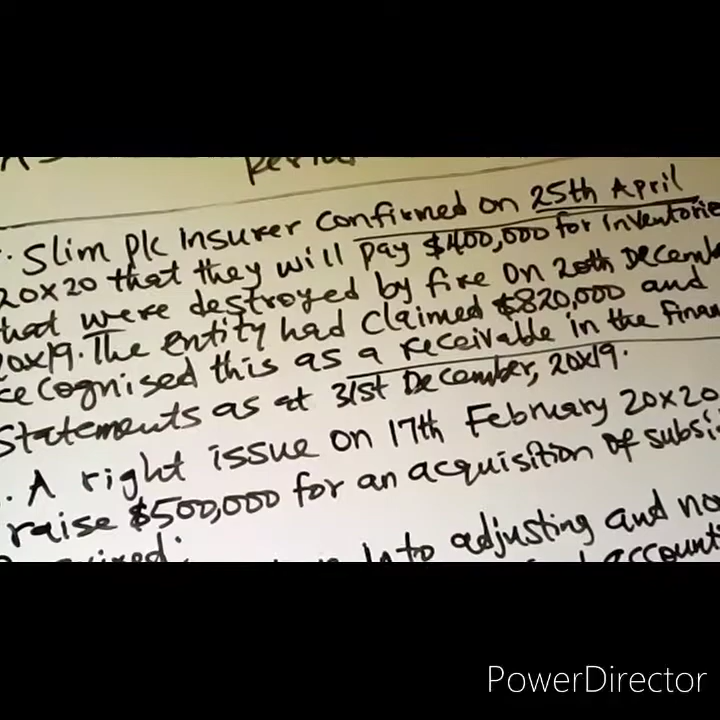 Slim plc insurer confirmed on 25th April
20x20 that they will pay $400,000 for inventorie
that were destroyed by fire on 20th Decemb
20x19. The entity had claimed $820,000 and
recognised this as a receivable in the finan
statements as at 31st December, 20x19.
A right issue on 17th February 20x20
raise $500,000 for an acquisition of subsi
into adjusting and no
accounti
PowerDirector